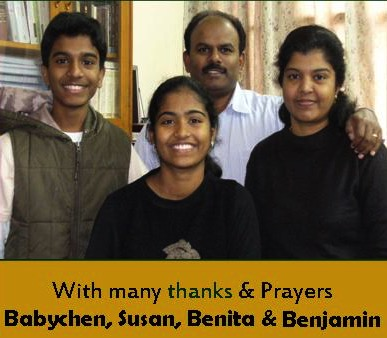 With many thanks & Prayers
Babychen, Susan, Benita & Benjamin